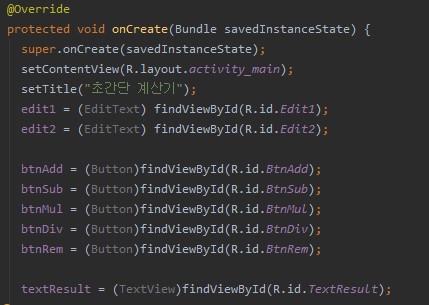 @Override
protected void onCreate(Bundle savedInstanceState) {
super.onCreate(savedInstanceState);
setContentView(R.layout.activity_main);
setTitle("초간단 계산기");
edit1 = (EditText) findViewById(R.id.Edit1);
edit2 = (EditText) findViewById(R.id.Edit2);
btnAdd = (Button)findViewById(R.id.BtnAdd);
btnSub = (Button)findViewById(R.id.BtnSub);
btnMul = (Button)findViewById(R.id.BtnMul);
btnDiv = (Button)findViewById(R.id.BtnDiv);
btnRem = (Button)findViewById(R.id.BtnRem);
textResult = (TextView)findViewById(R.id.TextResult);